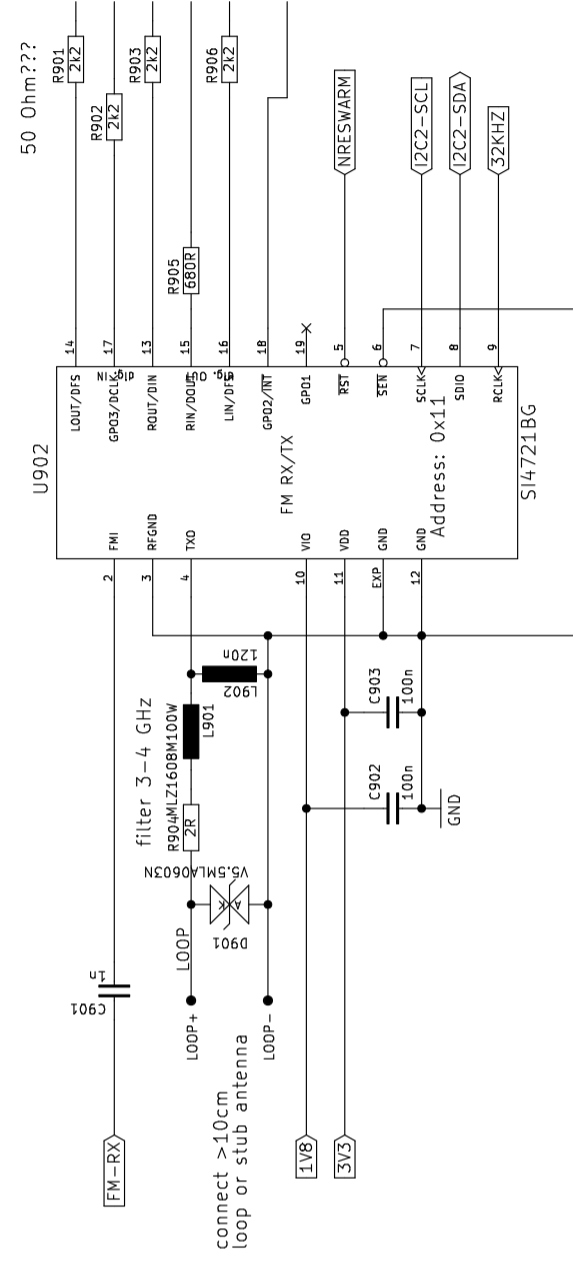 50 Ohm???
R901
2k2
R902
2k2
R903
2k2
R905
680R
R906
2k2
NRESWARM
I2C2-SCL
I2C2-SDA
32KHZ
14
17
13
15
16
18
19
5
6
7
8
9
dig. IN
dig. OUT
LOUT/DFS
GPO3/DCLK
ROUT/DIN
RIN/DOUT
LIN/DFS
GPO2/INT
GPO1
RST
SEN
SCLK
SDIO
RCLK
U902
FM RX/TX
Address: 0x11
SI4721BG
FMI
RFGND
TXO
VIO
VDD
GND
GND
2
3
4
10
11
EXP
12
120n
L902
L901
MLZ1608M100W
filter 3-4 GHz
R904
2R
V5.5MLA0603N
A
K
D901
C903
100n
C902
100n
GND
1n
C901
LOOP
LOOP+
LOOP-
connect >10cm
loop or stub antenna
FM-RX
1V8
3V3